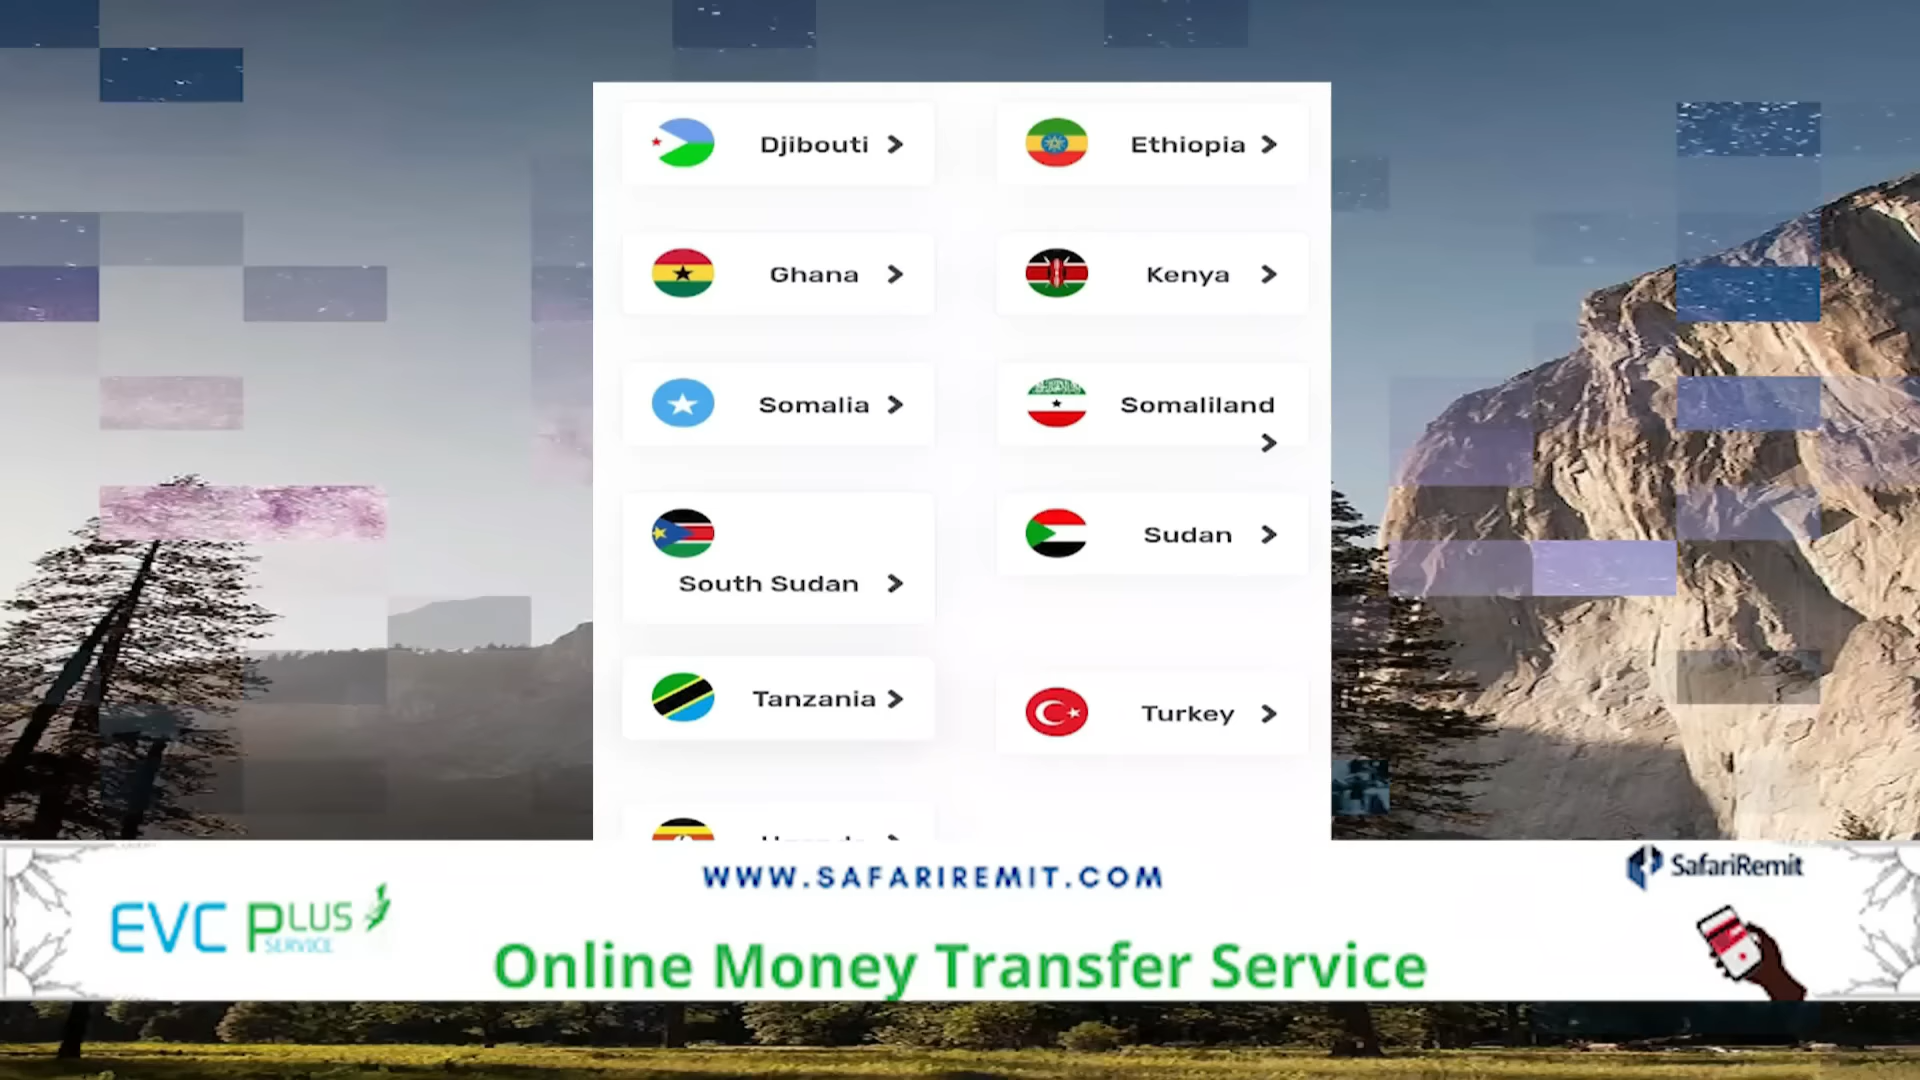 Djibouti
Ethiopia
Ghana
Kenya
Somalia
Somaliland
South Sudan
Sudan
Tanzania
Turkey
WWW.SAFARIREMIT.COM
SafariRemit
EVC PLUS
SERVICE
Online Money Transfer Service